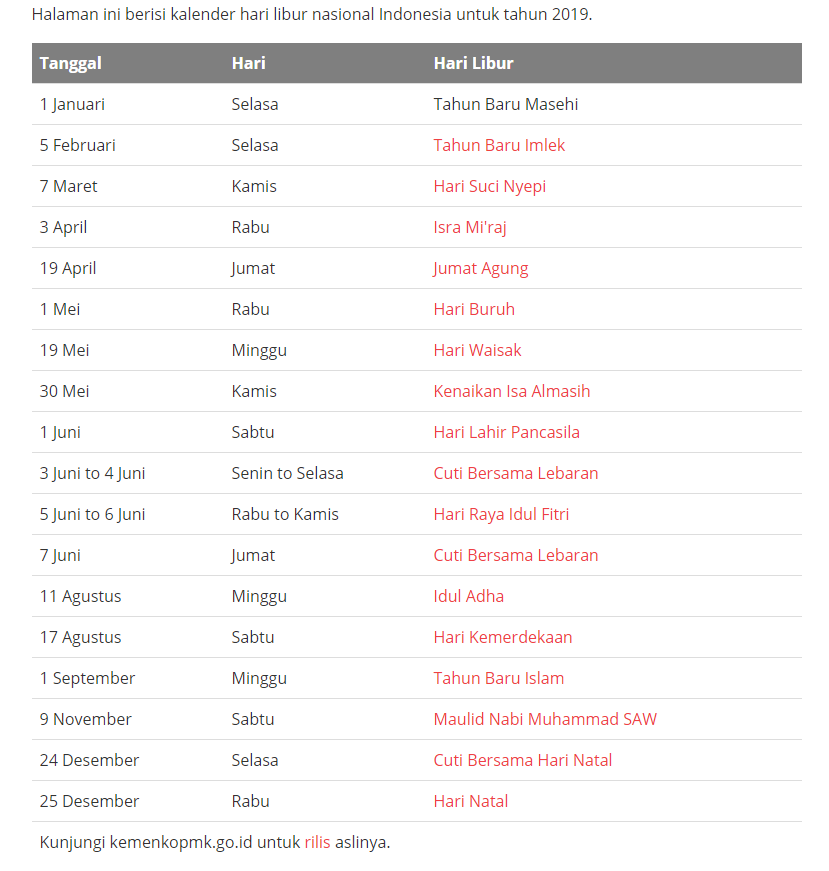 Halaman ini berisi kalender hari libur nasional Indonesia untuk tahun 2019.
Tanggal Hari Hari Libur
1 Januari Selasa Tahun Baru Masehi
5 Februari Selasa Tahun Baru Imlek
7 Maret Kamis Hari Suci Nyepi
3 April Rabu Isra Mi'raj
19 April Jumat Jumat Agung
1 Mei Rabu Hari Buruh
19 Mei Minggu Hari Waisak
30 Mei Kamis Kenaikan Isa Almasih
1 Juni Sabtu Hari Lahir Pancasila
3 Juni to 4 Juni Senin to Selasa Cuti Bersama Lebaran
5 Juni to 6 Juni Rabu to Kamis Hari Raya Idul Fitri
7 Juni Jumat Cuti Bersama Lebaran
11 Agustus Minggu Idul Adha
17 Agustus Sabtu Hari Kemerdekaan
1 September Minggu Tahun Baru Islam
9 November Sabtu Maulid Nabi Muhammad SAW
24 Desember Selasa Cuti Bersama Hari Natal
25 Desember Rabu Hari Natal
Kunjungi kemenkopmk.go.id untuk rilis aslinya.